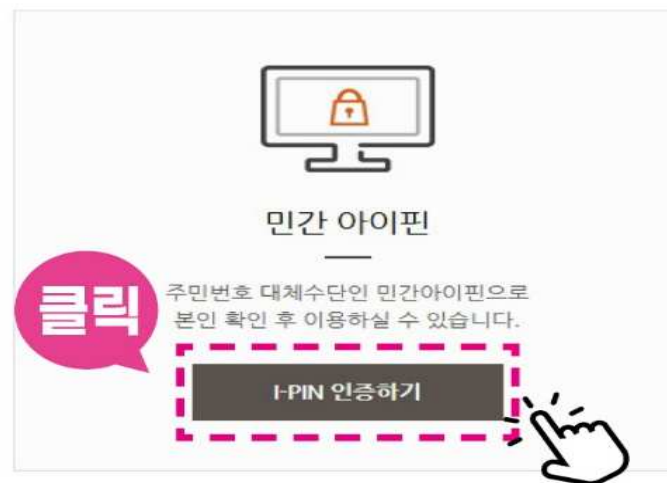 민간 아이핀
클릭
주민번호 대체수단인 민간아이핀으로
본인 확인 후 이용하실 수 있습니다.
I-PIN 인증하기